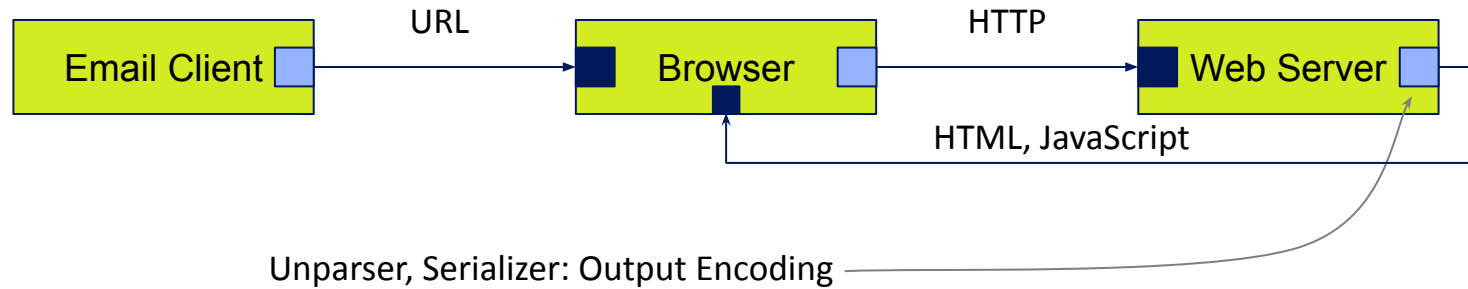 URL
HTTP
Email Client
Browser
Web Server
HTML, JavaScript
Unparser, Serializer: Output Encoding